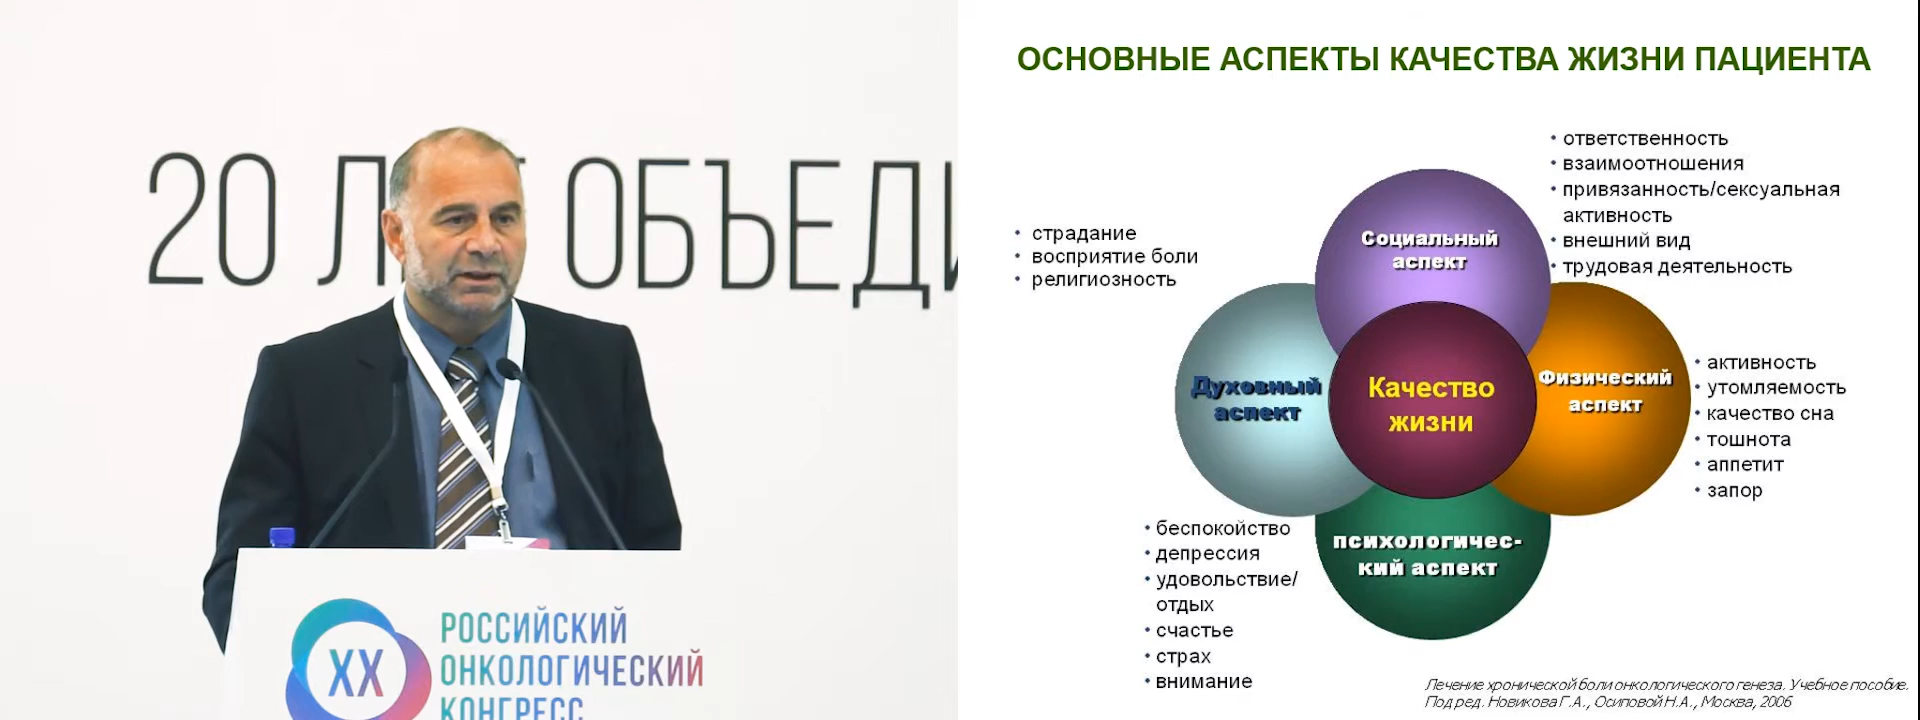 20 Л ОБЪЕДИ
XX
РОССИЙСКИЙ
ОНКОЛОГИЧЕСКИЙ
КОНГРЕСС
ОСНОВНЫЕ АСПЕКТЫ КАЧЕСТВА ЖИЗНИ ПАЦИЕНТА
• ответственность
• взаимоотношения
• привязанность/сексуальная
активность
• внешний вид
• трудовая деятельность
• страдание
• восприятие боли
• религиозность
Социальный
аспект
Духовный
аспект
Качество
жизни
Физический
аспект
• активность
• утомляемость
• качество сна
• тошнота
• аппетит
• запор
психологичес-
кий аспект
• беспокойство
• депрессия
• удовольствие/
отдых
• счастье
• страх
• внимание
Лечение хронической боли онкологического генеза. Учебное пособие.
Под ред. Новикова Г.А., Осиповой Н.А., Москва, 2006